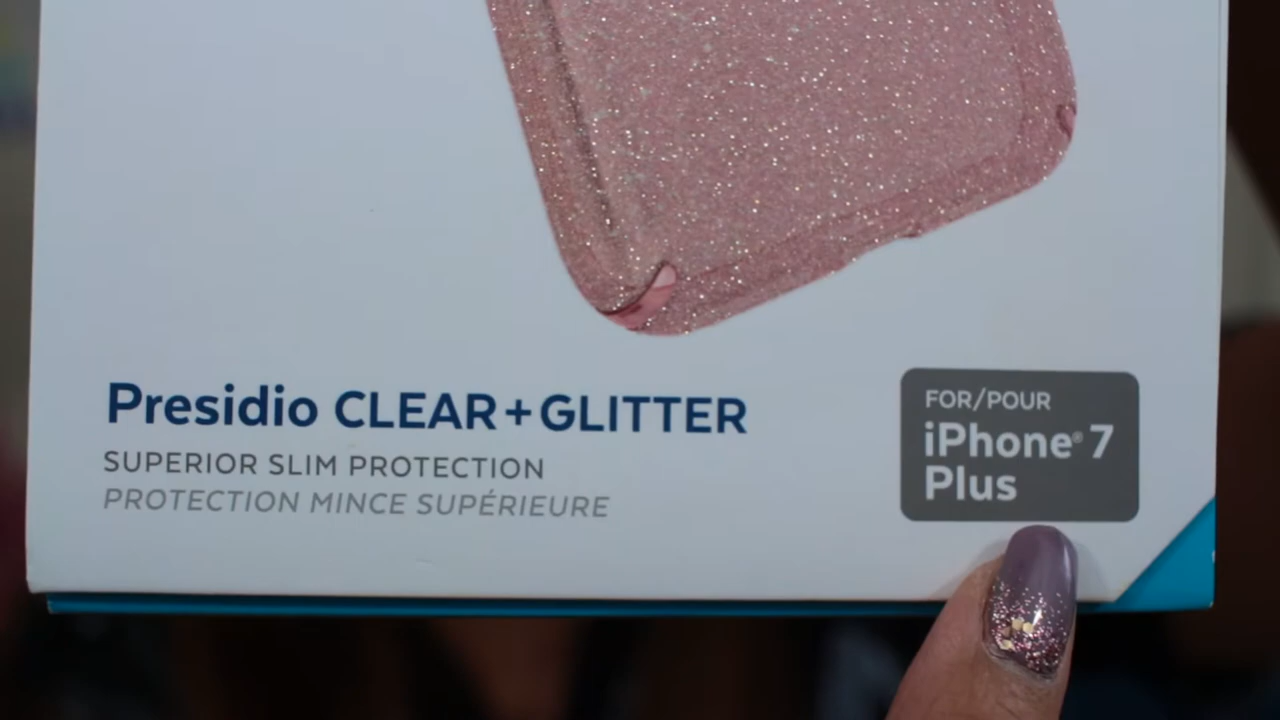 Presidio CLEAR+GLITTER
SUPERIOR SLIM PROTECTION
PROTECTION MINCE SUPÉRIEURE
FOR/POUR
iPhone® 7
Plus